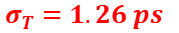 σ_T = 1.26 ps